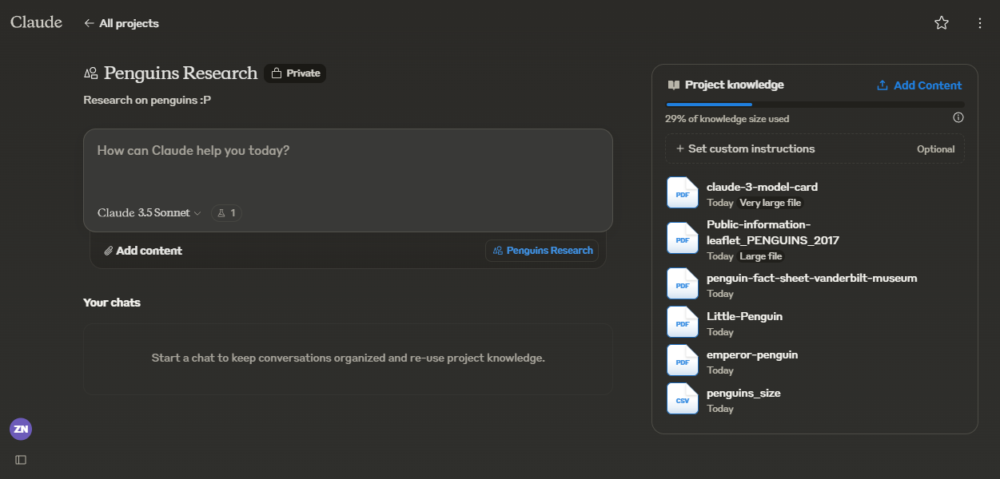 Claude
All projects
Penguins Research
Private
Research on penguins :P
How can Claude help you today?
Claude 3.5 Sonnet
1
Add content
Penguins Research
Your chats
Start a chat to keep conversations organized and re-use project knowledge.
ZN
Project knowledge
Add Content
29% of knowledge size used
+ Set custom instructions
Optional
PDF
claude-3-model-card
Today Very large file
PDF
Public-information-
leaflet_PENGUINS_2017
Today Large file
PDF
penguin-fact-sheet-vanderbilt-museum
Today
PDF
Little-Penguin
Today
PDF
emperor-penguin
Today
CSV
penguins_size
Today